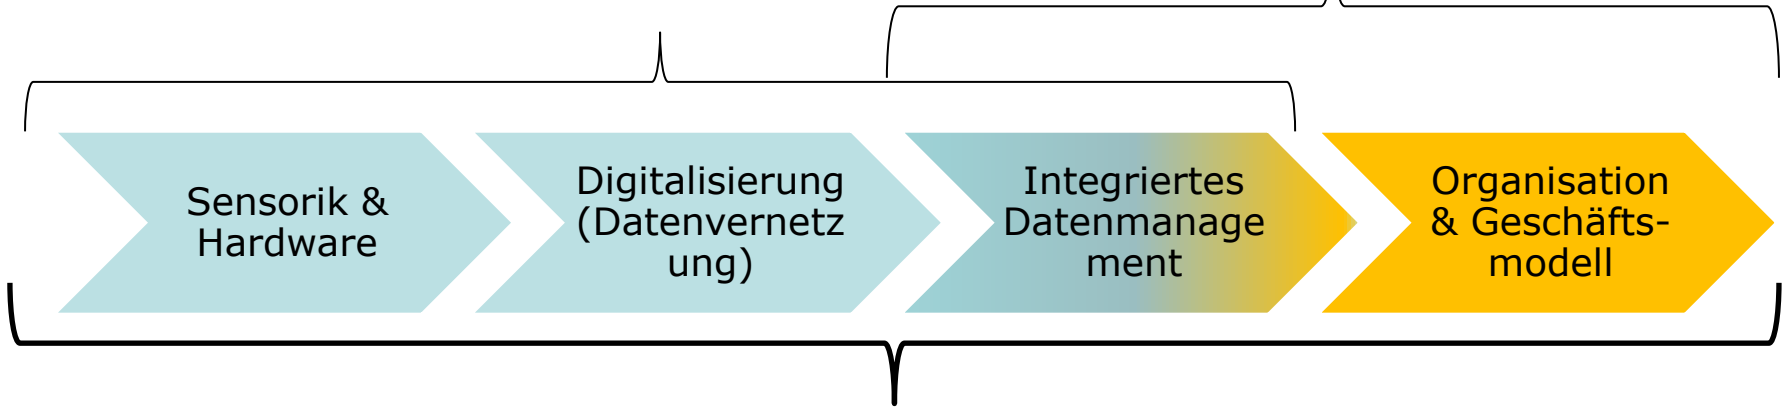 Sensorik &
Hardware
Digitalisierung
(Datenvernetz
ung)
Integriertes
Datenmanage
ment
Organisation
& Geschäfts-
modell